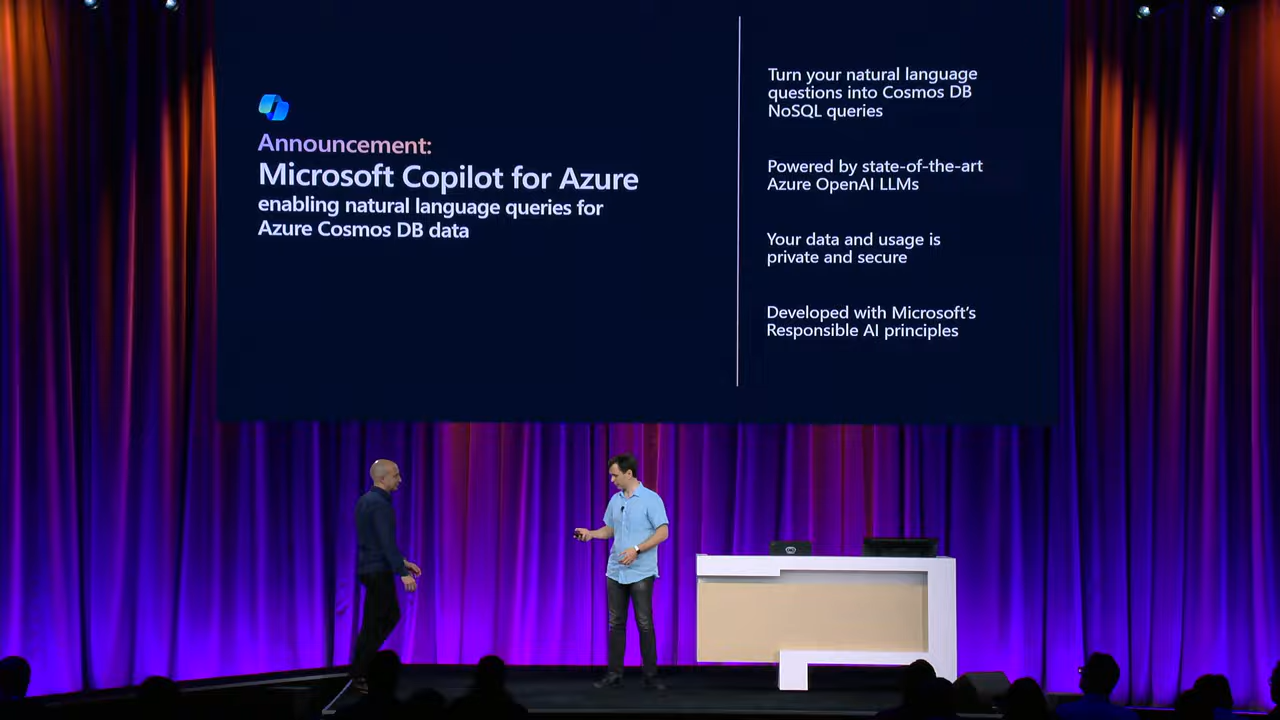 Announcement:
Microsoft Copilot for Azure
enabling natural language queries for
Azure Cosmos DB data
Turn your natural language
questions into Cosmos DB
NoSQL queries
Powered by state-of-the-art
Azure OpenAI LLMs
Your data and usage is
private and secure
Developed with Microsoft's
Responsible AI principles